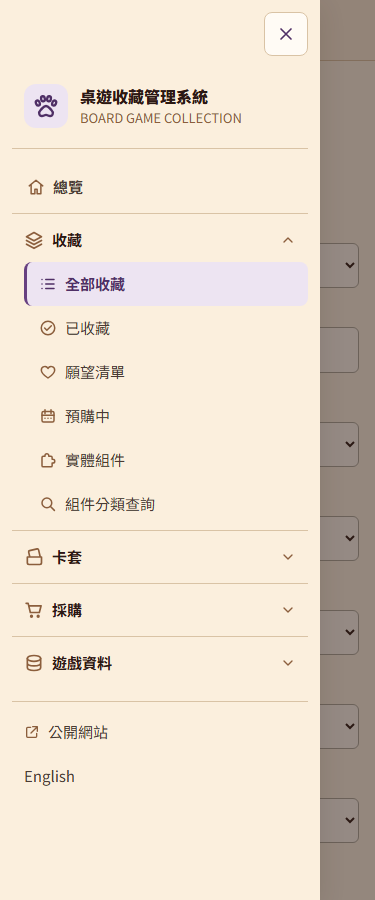 桌遊收藏管理系統
BOARD GAME COLLECTION
總覽
收藏
全部收藏
已收藏
願望清單
預購中
實體組件
組件分類查詢
卡套
採購
遊戲資料
公開網站
English